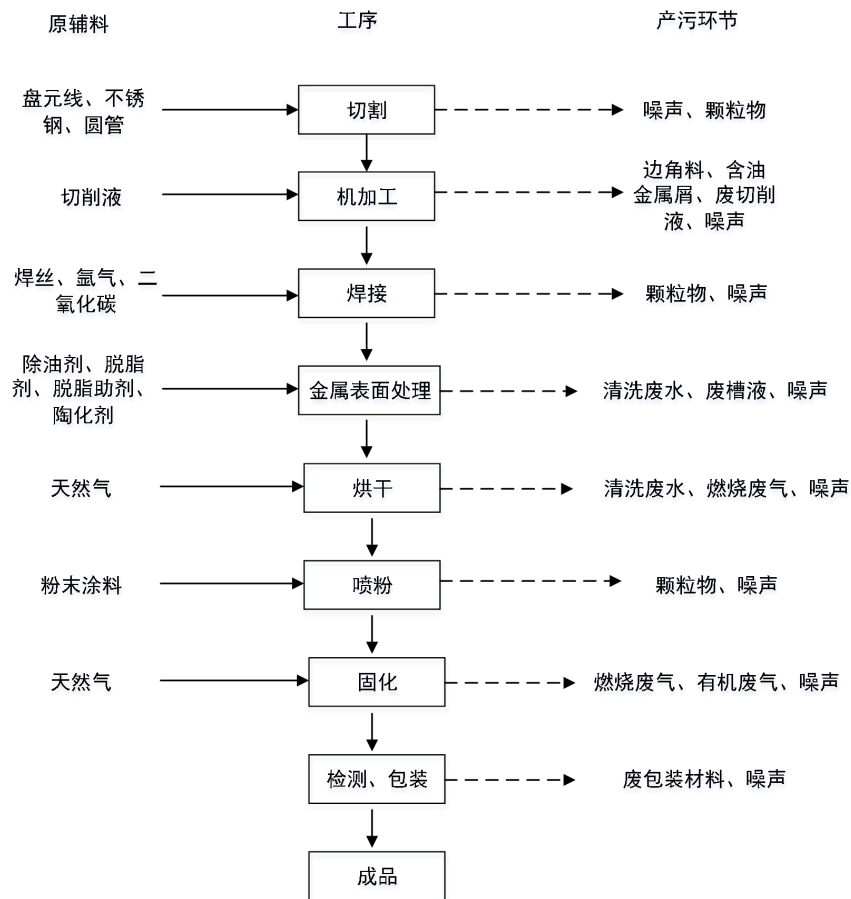 原辅料
工序
产污环节
盘元线、不锈
钢、圆管
切割
噪声、颗粒物
切削液
机加工
边角料、含油
金属屑、废切削
液、噪声
焊丝、氩气、二
氧化碳
焊接
颗粒物、噪声
除油剂、脱脂
剂、脱脂助剂、
陶化剂
金属表面处理
清洗废水、废槽液、噪声
天然气
烘干
清洗废水、燃烧废气、噪声
粉末涂料
喷粉
颗粒物、噪声
天然气
固化
燃烧废气、有机废气、噪声
检测、包装
废包装材料、噪声
成品